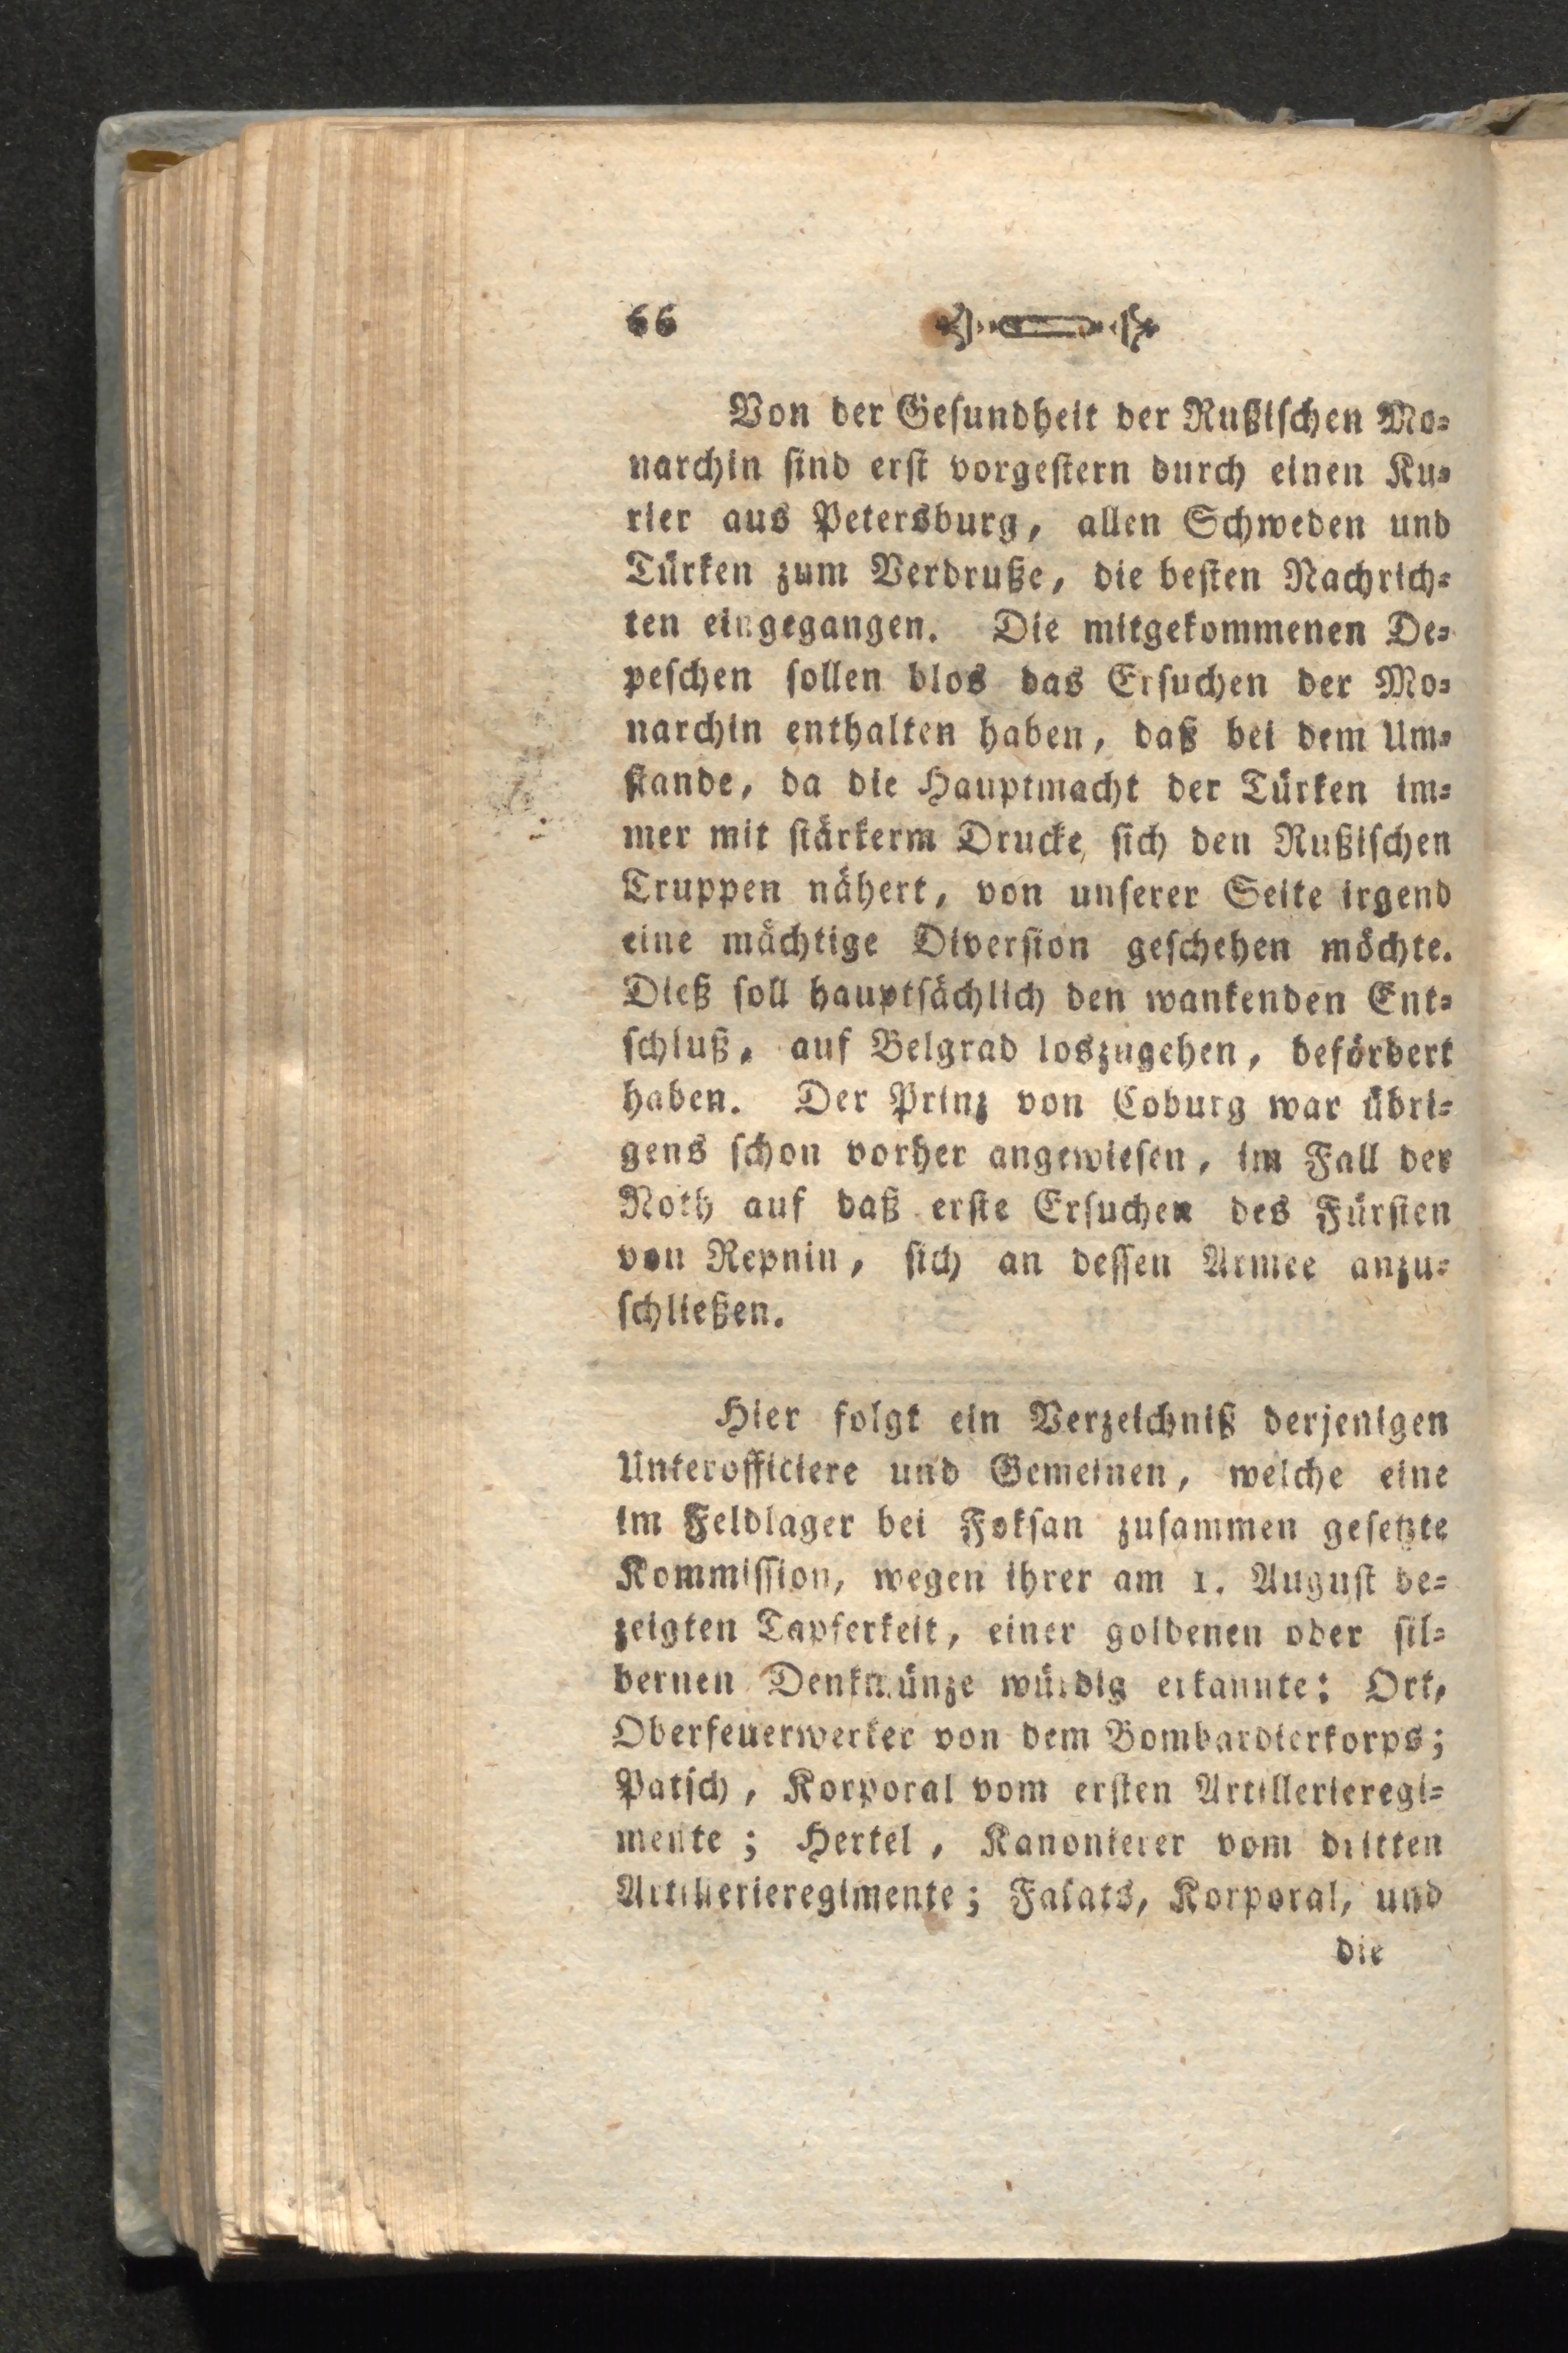 66
Von der Geſundheit der Rußiſchen Mo⸗
narchin ſind erſt vorgeſtern durch einen Ku⸗
rier aus Petersburg, allen Schweden und
Türken zum Verdruße, die beſten Nachrich⸗
ten eingegangen. Die mitgekommenen De⸗
peſchen ſollen blos das Erſuchen der Mo⸗
narchin enthalten haben, daß bei dem Um⸗
ſtande, da die Hauptmacht der Türken im⸗
mer mit ſtärkerm Drucke ſich den Rußiſchen
Truppen nähert, von unſerer Seite irgend
eine mächtige Diverſion geſchehen möchte.
Dieß ſoll hauptſächlich den wankenden Ent⸗
ſchluß, auf Belgrad loszugehen, befördert
haben. Der Prinz von Coburg war übri⸗
gens ſchon vorher angewieſen, im Fall der
Noth auf daß erſte Erſuchen des Fürſten
von Repnin, ſich an deſſen Armee anzu⸗
ſchließen.
Hier folgt ein Verzeichniß derjenigen
Unterofficiere und Gemeinen, welche eine
im Feldlager bei Fokſan zuſammen geſetzte
Kommiſſion, wegen ihrer am 1. Auguſt be⸗
zeigten Tapferkeit, einer goldenen oder ſil⸗
bernen Denkmünze würdig erkannte: Ort,
Oberfeuerwerker von dem Bombardierkorps;
Patſch, Korporal vom erſten Artillerieregi⸗
mente; Hertel, Kanonierer vom dritten
Artillerieregimente; Korporal, und
die